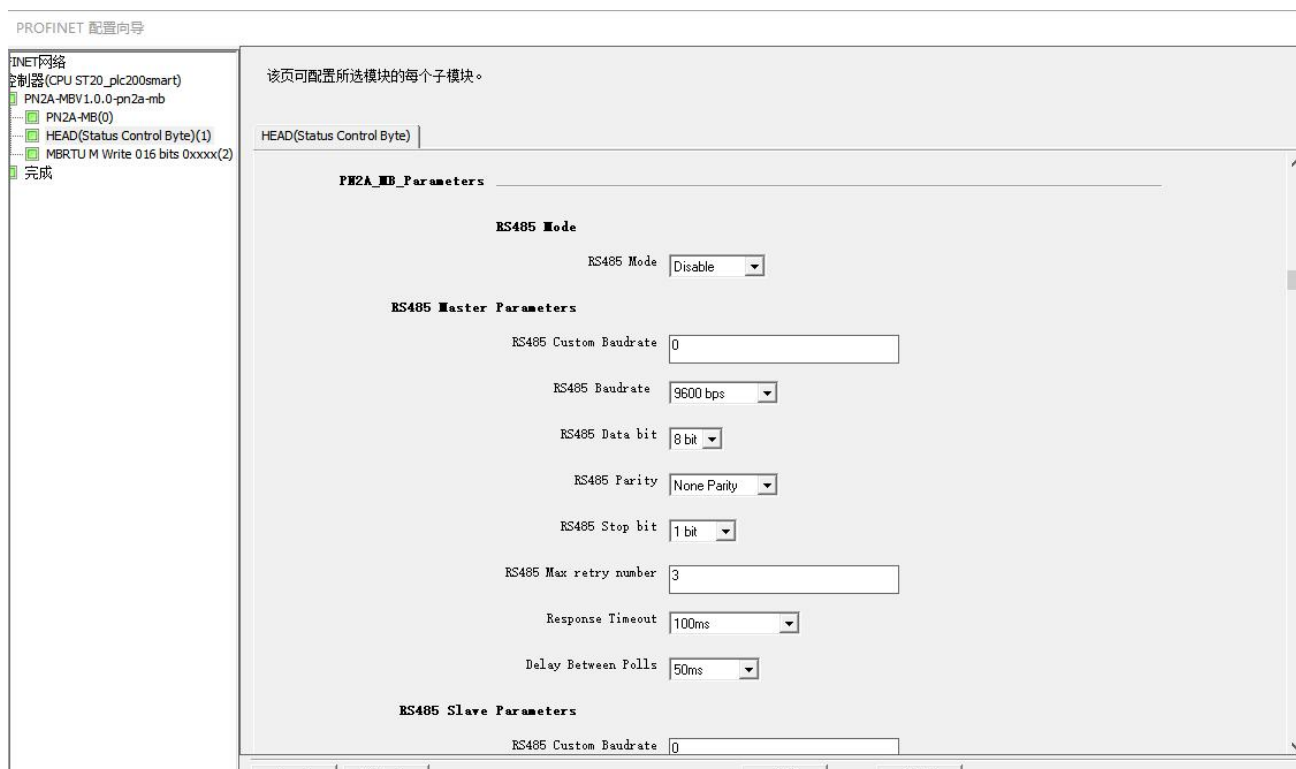 PROFINET 配置向导
INET网络
控制器(CPU ST20_plc200smart)
PN2A-MBV1.0.0-pn2a-mb
PN2A-MB(0)
HEAD(Status Control Byte)(1)
MBRTU M Write 016 bits 0xxxx(2)
完成
该页可配置所选模块的每个子模块。
HEAD(Status Control Byte)
PN2A_MB_Parameters
RS485 Mode
RS485 Mode Disable
RS485 Master Parameters
RS485 Custom Baudrate 0
RS485 Baudrate 9600 bps
RS485 Data bit 8 bit
RS485 Parity None Parity
RS485 Stop bit 1 bit
RS485 Max retry number 3
Response Timeout 100ms
Delay Between Polls 50ms
RS485 Slave Parameters
RS485 Custom Baudrate 0